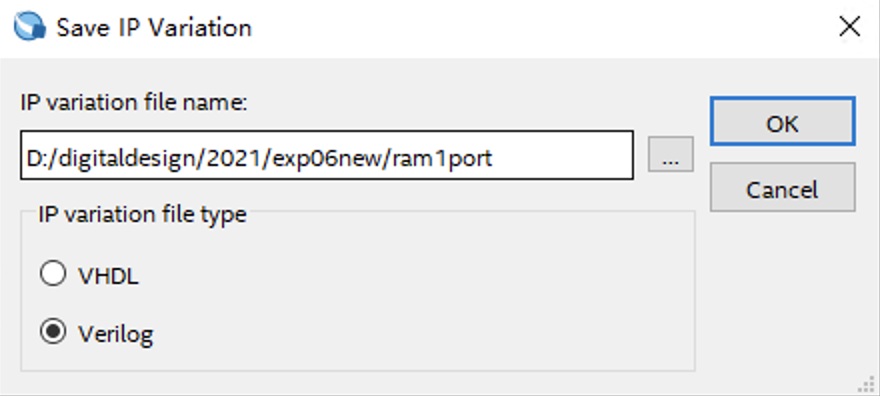 Save IP Variation
IP variation file name:
D:/digitaldesign/2021/exp06new/ram1port
...
OK
Cancel
IP variation file type
VHDL
Verilog